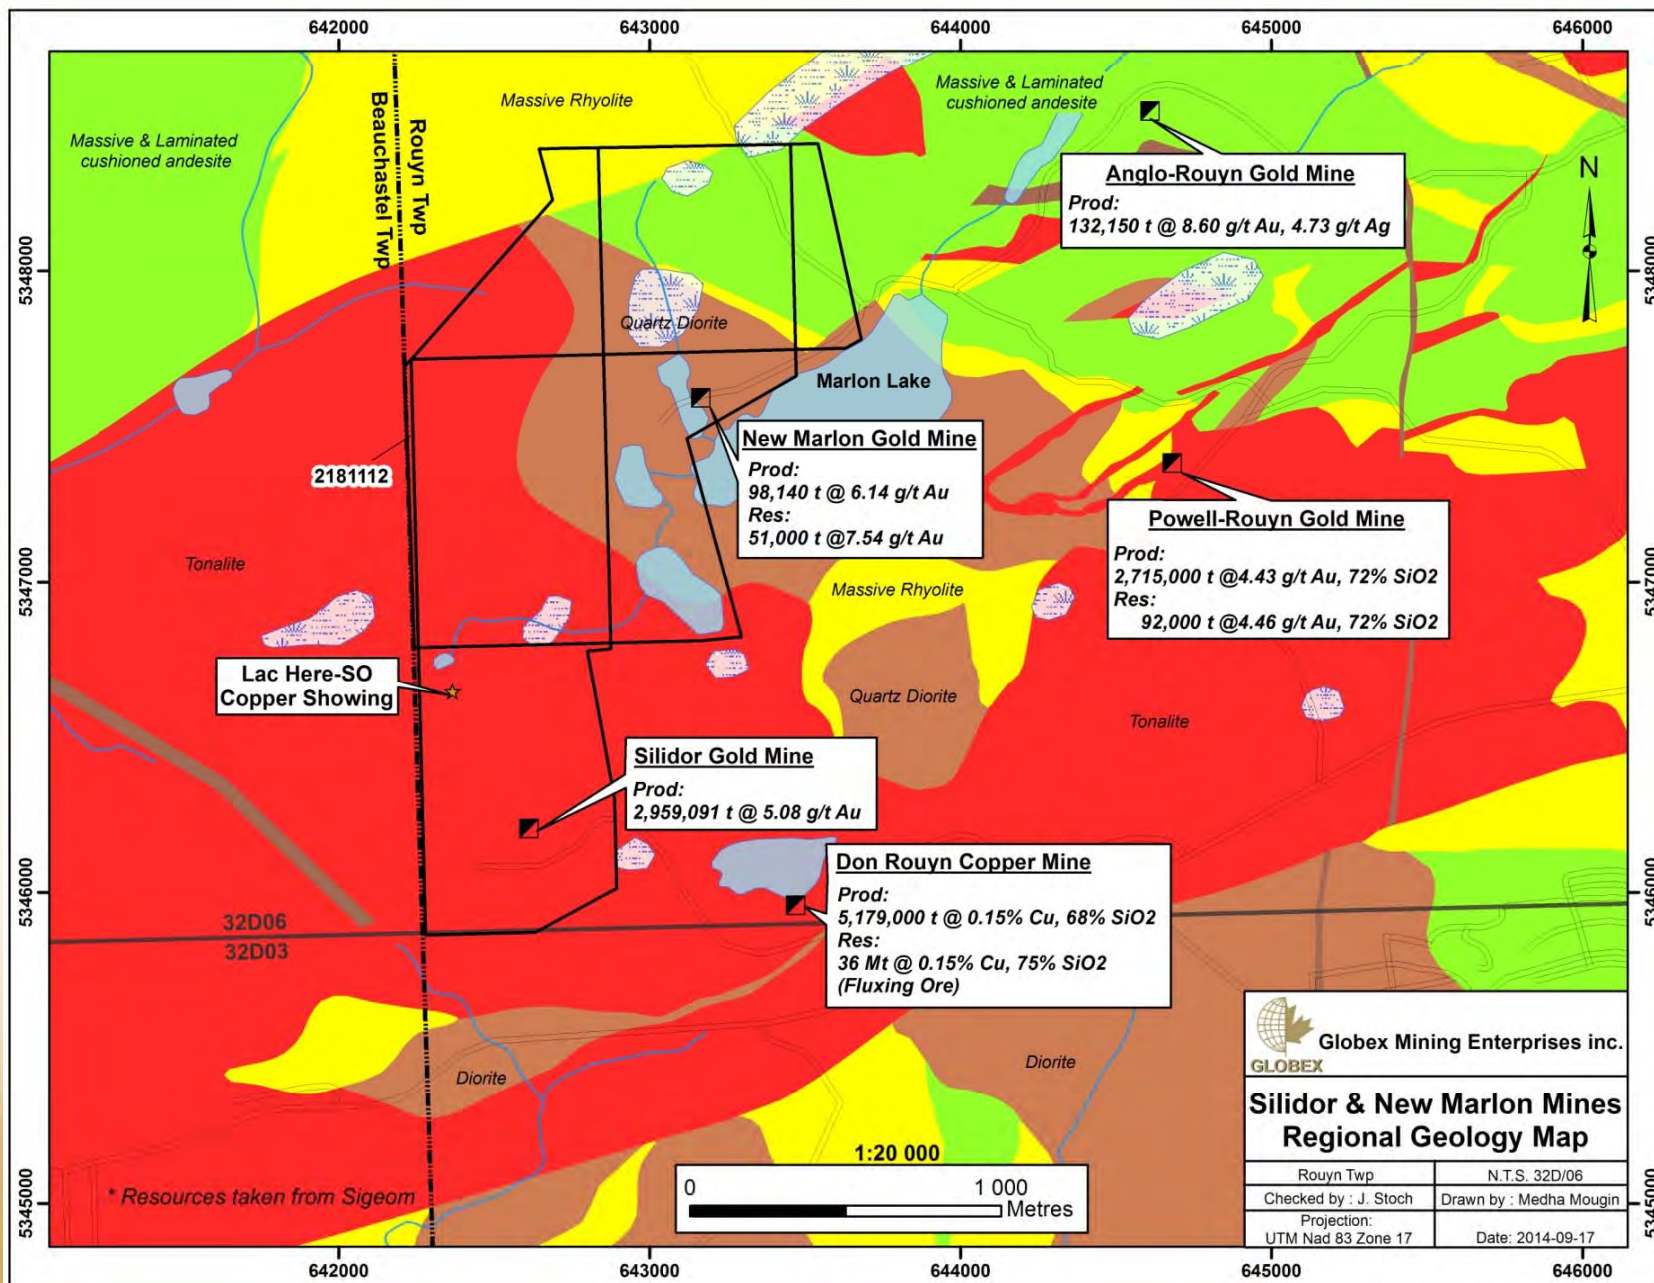 642000
643000
644000
645000
646000
Massive Rhyolite
Massive & Laminated
cushioned andesite
Massive & Laminated
cushioned andesite
Beauchastel Twp
Rouyn Twp
Anglo-Rouyn Gold Mine
Prod:
132,150 t @ 8.60 g/t Au, 4.73 g/t Ag
N
5348000
5348000
Quartz Diorite
Marlon Lake
New Marlon Gold Mine
Prod:
98,140 t @ 6.14 g/t Au
Res:
51,000 t @7.54 g/t Au
2181112
Powell-Rouyn Gold Mine
Prod:
2,715,000 t @4.43 g/t Au, 72% SiO2
Res:
92,000 t @4.46 g/t Au, 72% SiO2
Tonalite
5347000
5347000
Massive Rhyolite
Lac Here-SO
Copper Showing
Quartz Diorite
Tonalite
Silidor Gold Mine
Prod:
2,959,091 t @ 5.08 g/t Au
Don Rouyn Copper Mine
Prod:
5,179,000 t @ 0.15% Cu, 68% SiO2
Res:
36 Mt @ 0.15% Cu, 75% SiO2
(Fluxing Ore)
5346000
5346000
32D06
32D03
Diorite
Diorite
Globex Mining Enterprises inc.
GLOBEX
Silidor & New Marlon Mines
Regional Geology Map
Rouyn Twp
N.T.S. 32D/06
Checked by : J. Stoch
Drawn by : Medha Mougin
Projection:
UTM Nad 83 Zone 17
Date: 2014-09-17
1:20 000
0
1 000
Metres
* Resources taken from Sigeom
5345000
5345000
642000
643000
644000
645000
646000